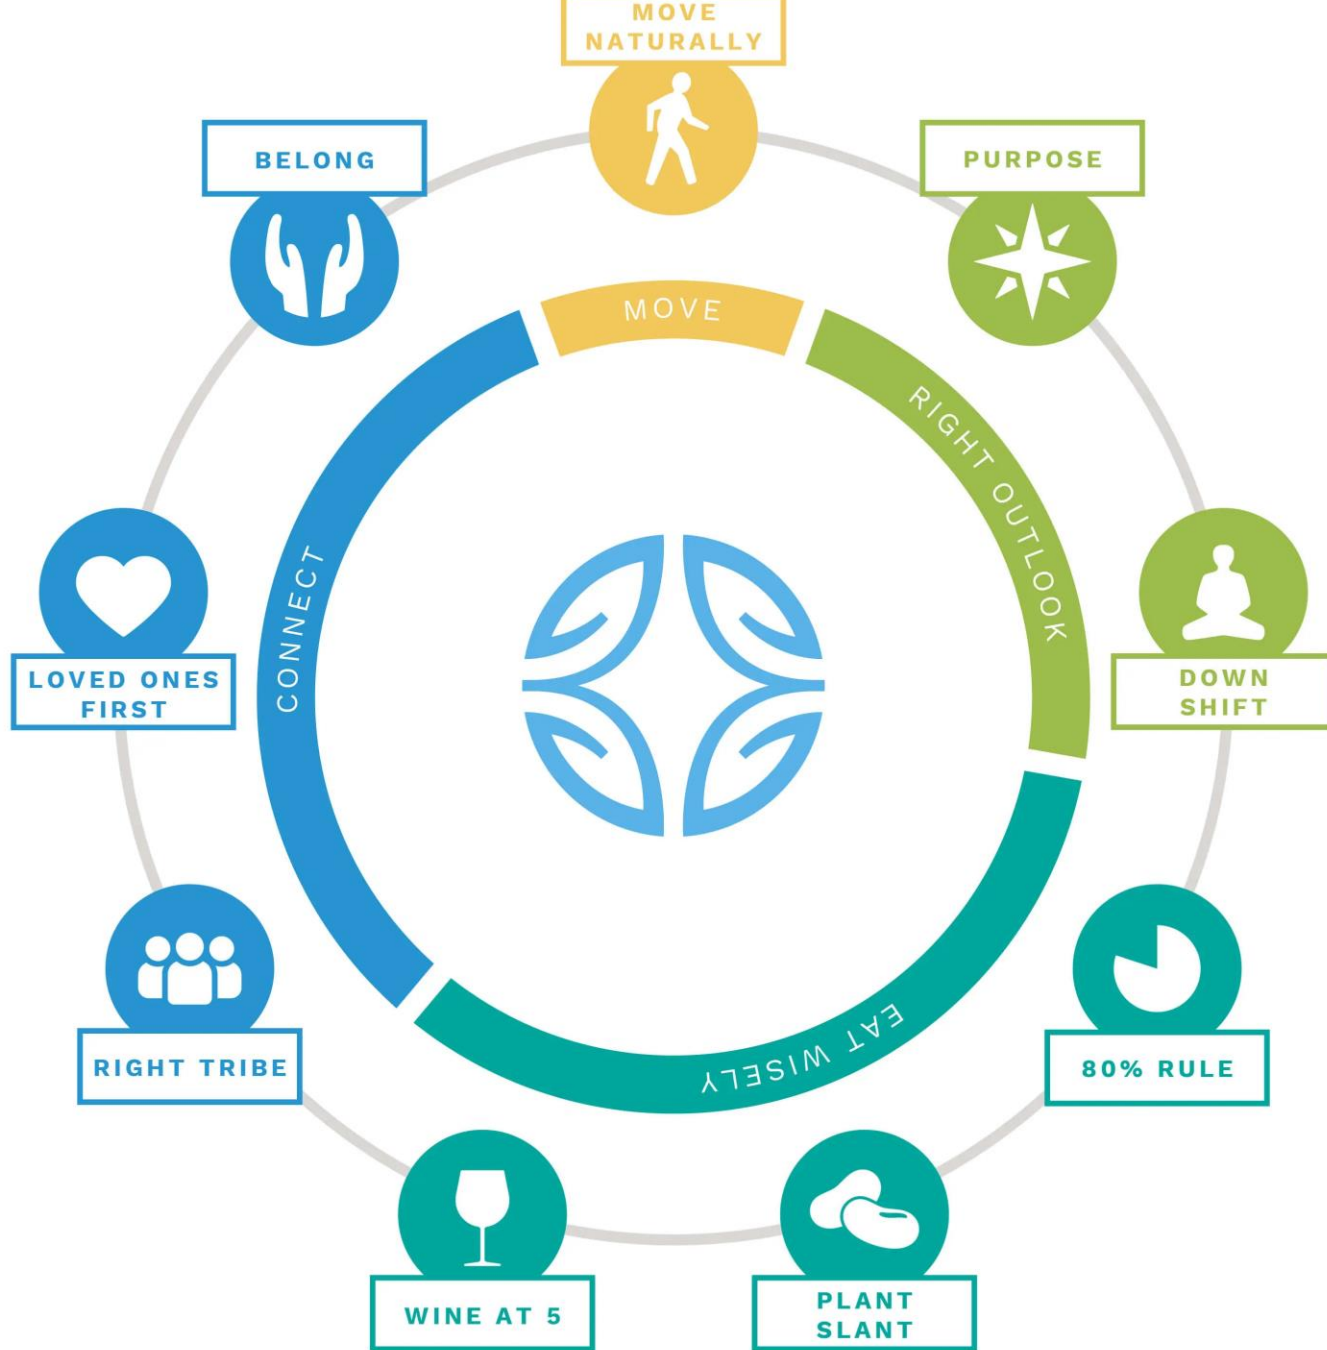 MOVE
NATURALLY
PURPOSE
DOWN
SHIFT
80% RULE
PLANT
SLANT
WINE AT 5
RIGHT TRIBE
LOVED ONES
FIRST
BELONG
MOVE
RIGHT OUTLOOK
EAT WISELY
CONNECT